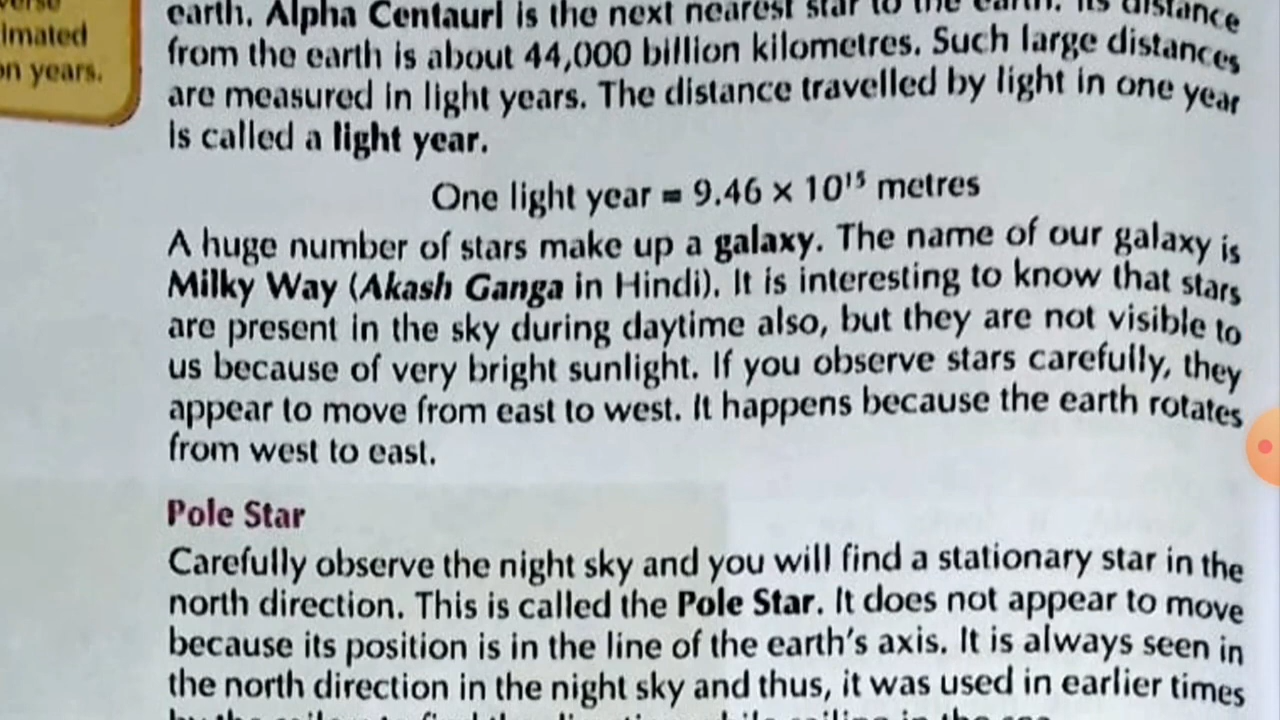 imated
on years.
earth. Alpha Centauri is the next nearest star to the earth. Its distance
from the earth is about 44,000 billion kilometres. Such large distances
are measured in light years. The distance travelled by light in one year
is called a light year.
One light year = 9.46 × 10¹⁵ metres
A huge number of stars make up a galaxy. The name of our galaxy is
Milky Way (Akash Ganga in Hindi). It is interesting to know that stars
are present in the sky during daytime also, but they are not visible to
us because of very bright sunlight. If you observe stars carefully, they
appear to move from east to west. It happens because the earth rotates
from west to east.
Pole Star
Carefully observe the night sky and you will find a stationary star in the
north direction. This is called the Pole Star. It does not appear to move
because its position is in the line of the earth's axis. It is always seen in
the north direction in the night sky and thus, it was used in earlier times